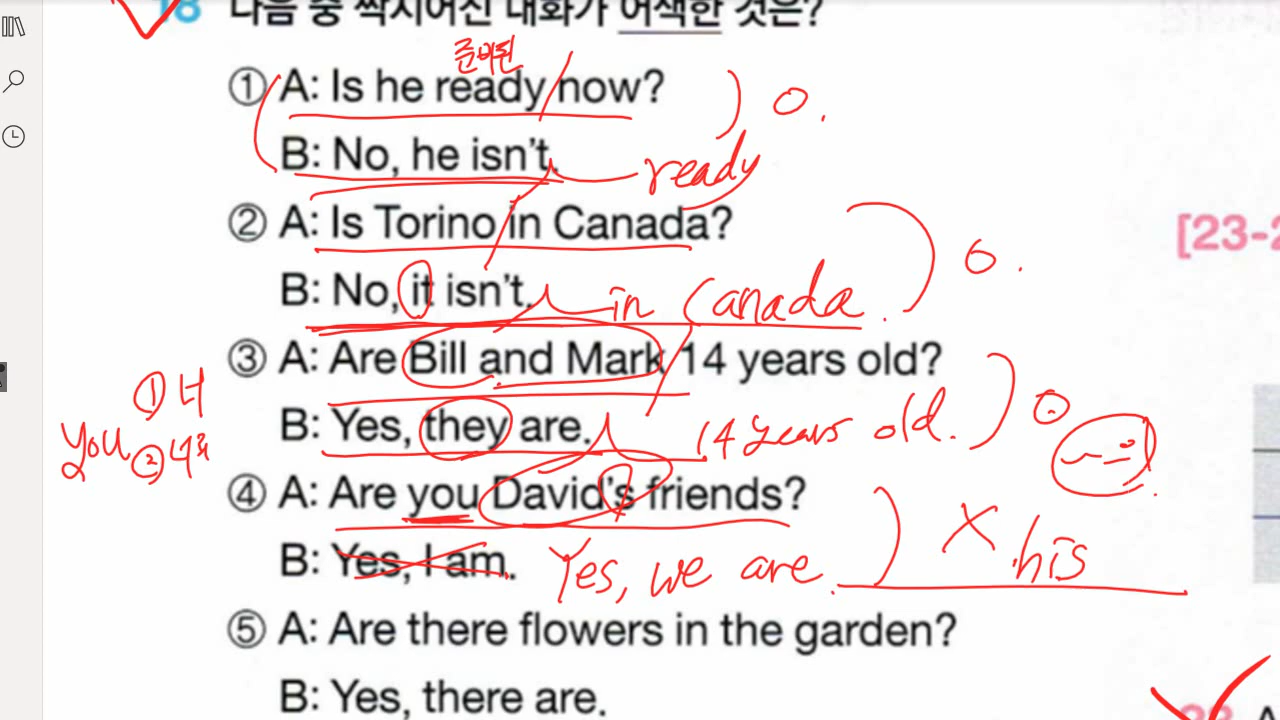 18 다음 중 짝지어진 대화가 어색한 것은?
준비된
① A: Is he ready now? O.
B: No, he isn't. ready
② A: Is Torino in Canada? O.
B: No, it isn't. in Canada.
[23-2
③ A: Are Bill and Mark 14 years old? O.
B: Yes, they are. 14 years old.
① 너
you ② 너희
④ A: Are you David's friends? X his
B: Yes, I am. Yes, we are.
⑤ A: Are there flowers in the garden?
B: Yes, there are.
A